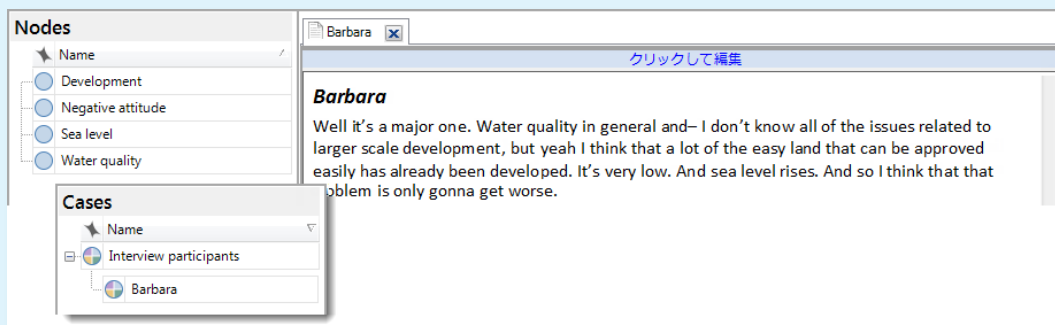 Nodes
Name
Development
Negative attitude
Sea level
Water quality
Cases
Name
Interview participants
Barbara
Barbara
クリックして編集
Barbara
Well it's a major one. Water quality in general and– I don't know all of the issues related to
larger scale development, but yeah I think that a lot of the easy land that can be approved
easily has already been developed. It's very low. And sea level rises. And so I think that that
problem is only gonna get worse.